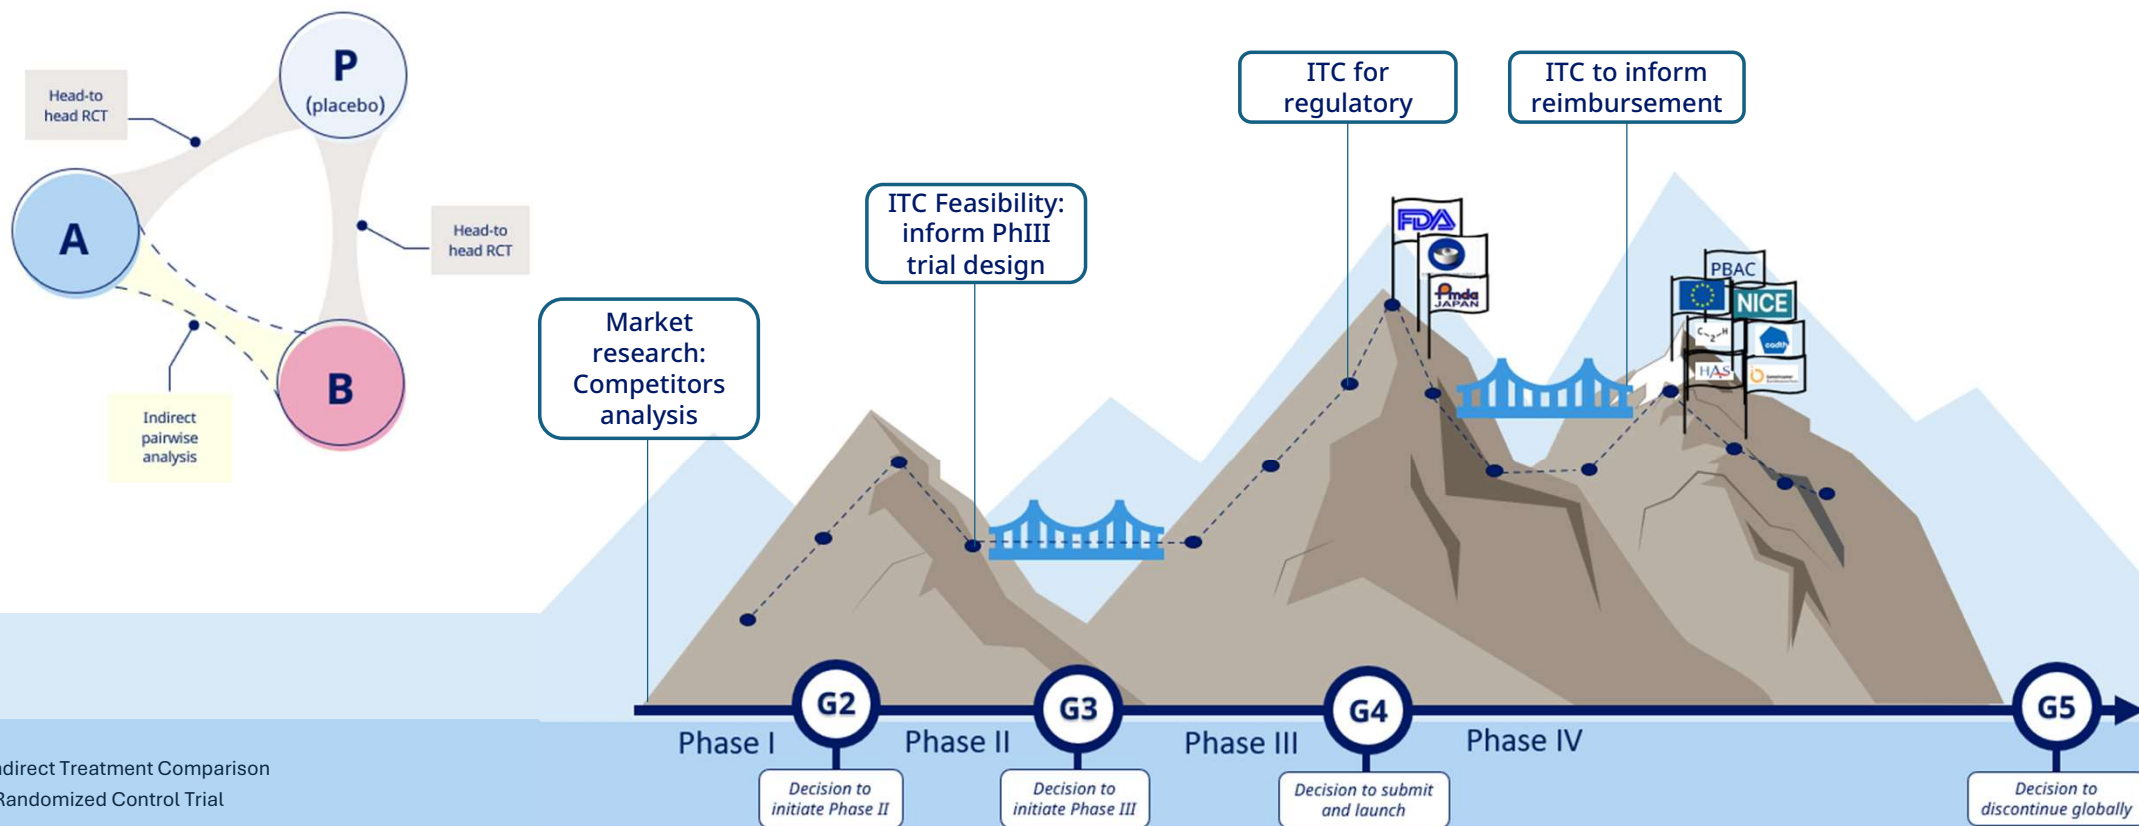 P
(placebo)
Head-to
head RCT
A
Head-to
head RCT
B
Indirect
pairwise
analysis
Market
research:
Competitors
analysis
ITC Feasibility:
inform PhIII
trial design
ITC for
regulatory
ITC to inform
reimbursement
FDA
Pmda
JAPAN
PBAC
NICE
C2H
cadth
HAS
G2
G3
G4
G5
Phase I
Phase II
Phase III
Phase IV
Decision to
initiate Phase II
Decision to
initiate Phase III
Decision to submit
and launch
Decision to
discontinue globally
ndirect Treatment Comparison
Randomized Control Trial